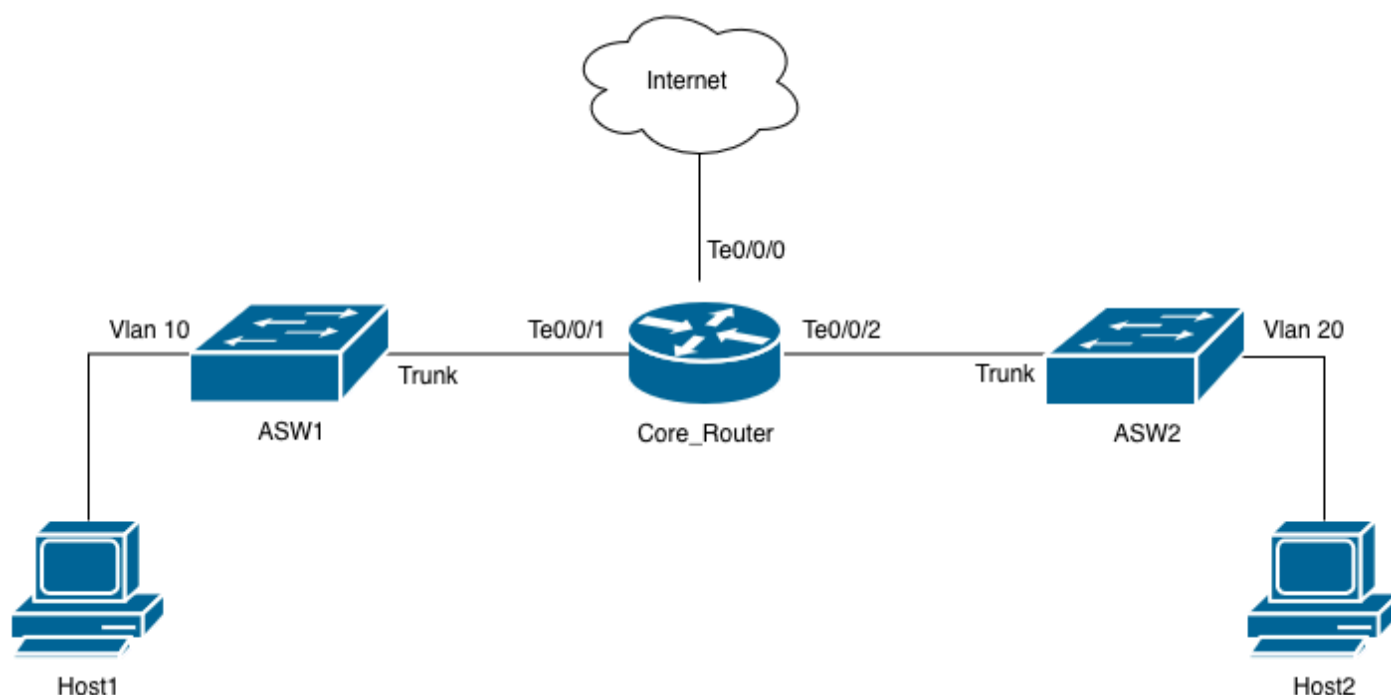 Internet
Te0/0/0
Vlan 10
Te0/0/1
Te0/0/2
Vlan 20
Trunk
Trunk
ASW1
Core_Router
ASW2
Host1
Host2